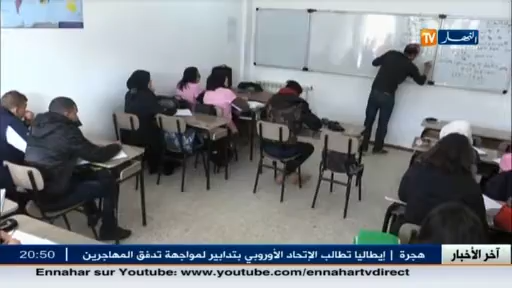 النهار TV
آخر الأخبار
هجرة | إيطاليا تطالب الإتحاد الأوروبي بتدابير لمواجهة تدفق المهاجرين
20:50
Ennahar sur Youtube: www.youtube.com/ennahartvdirect